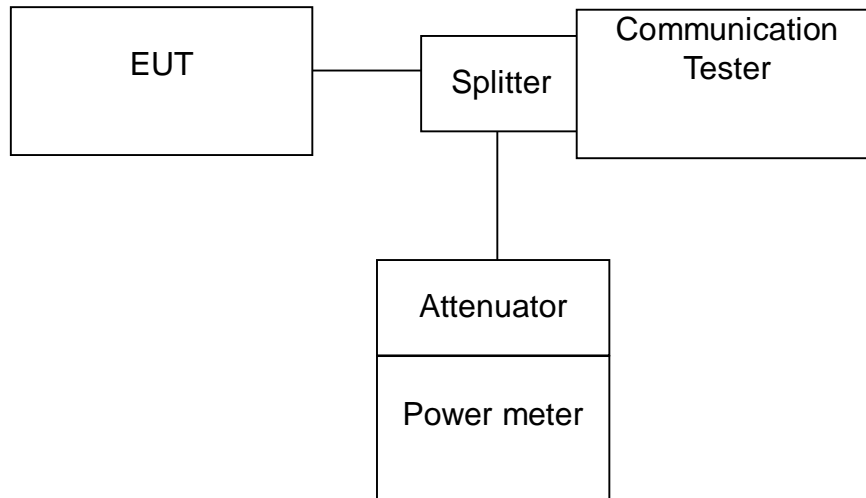 EUT
Splitter
Communication
Tester
Attenuator
Power meter